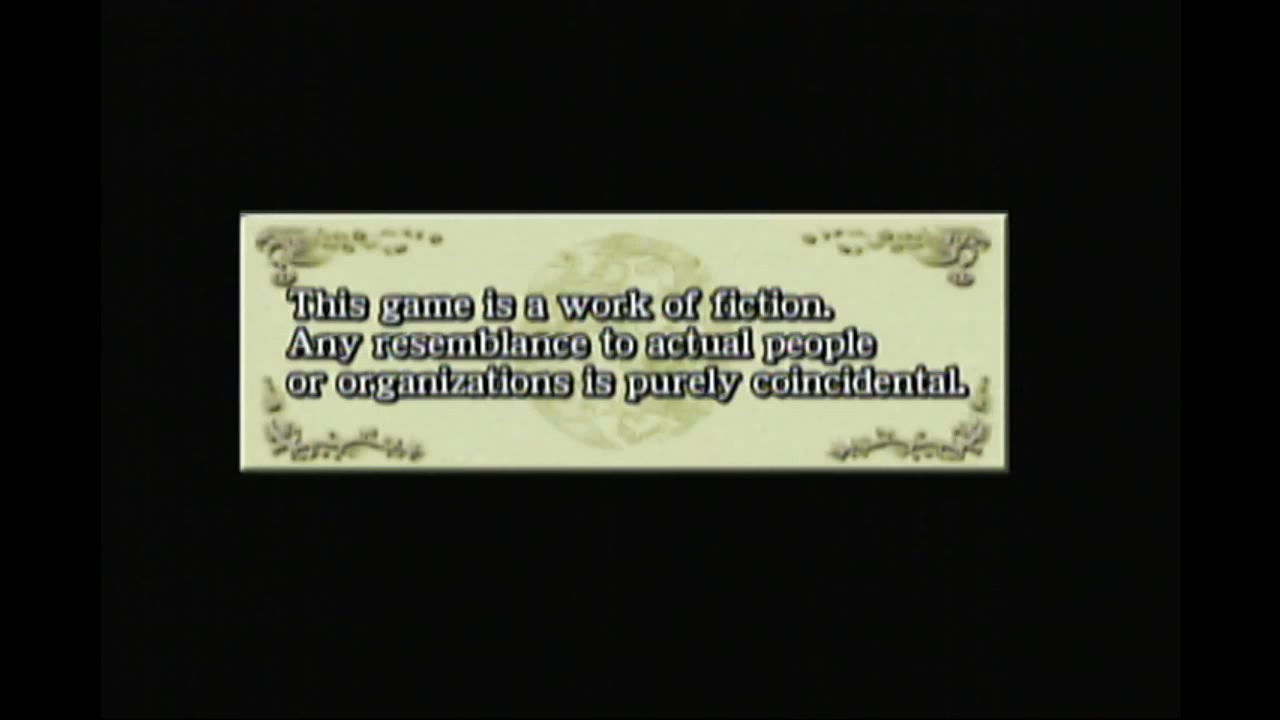 This game is a work of fiction.
Any resemblance to actual people
or organizations is purely coincidental.